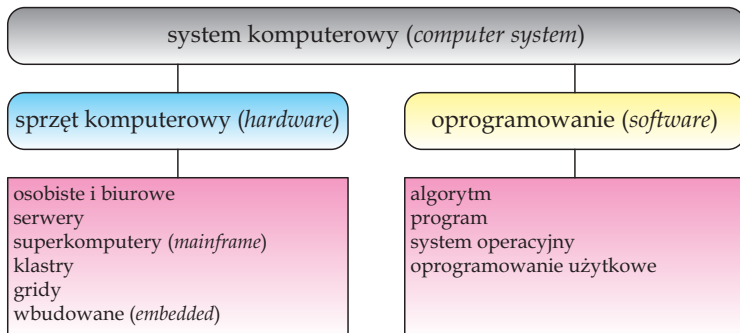 system komputerowy (computer system)
sprzęt komputerowy (hardware)
oprogramowanie (software)
osobiste i biurowe
serwery
superkomputery (mainframe)
klastry
gridy
wbudowane (embedded)
algorytm
program
system operacyjny
oprogramowanie użytkowe